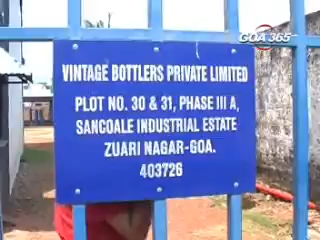 GOA 365
VINTAGE BOTTLERS PRIVATE LIMITED
PLOT NO. 30 & 31, PHASE III A,
SANCOALE INDUSTRIAL ESTATE
ZUARI NAGAR-GOA.
403726